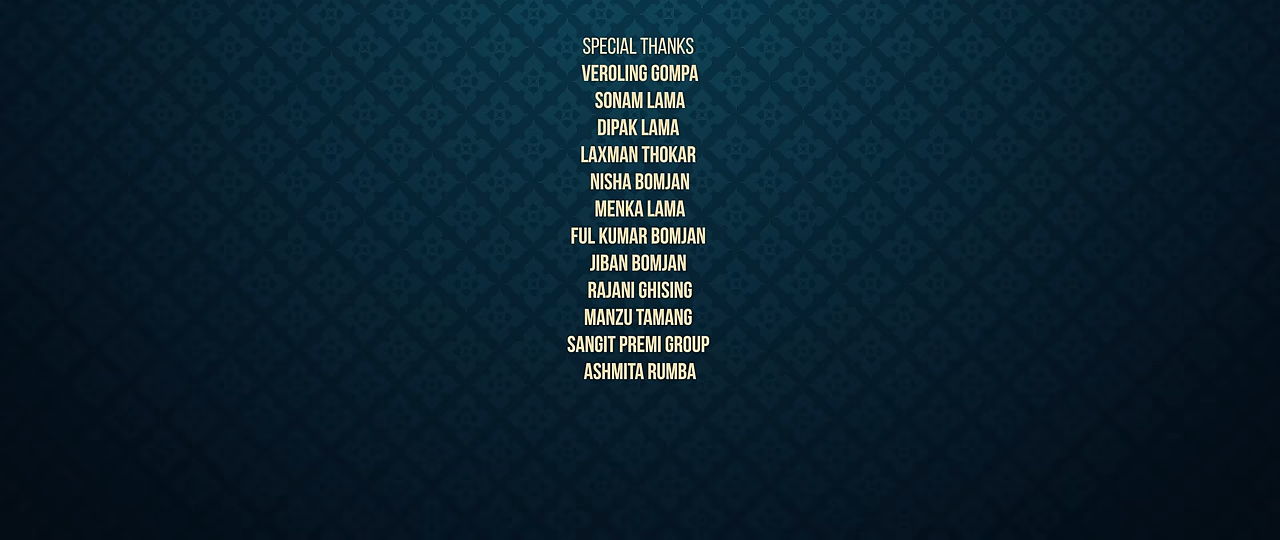 SPECIAL THANKS
VEROLING GOMPA
SONAM LAMA
DIPAK LAMA
LAXMAN THOKAR
NISHA BOMJAN
MENKA LAMA
FUL KUMAR BOMJAN
JIBAN BOMJAN
RAJANI GHISING
MANZU TAMANG
SANGIT PREMI GROUP
ASHMITA RUMBA